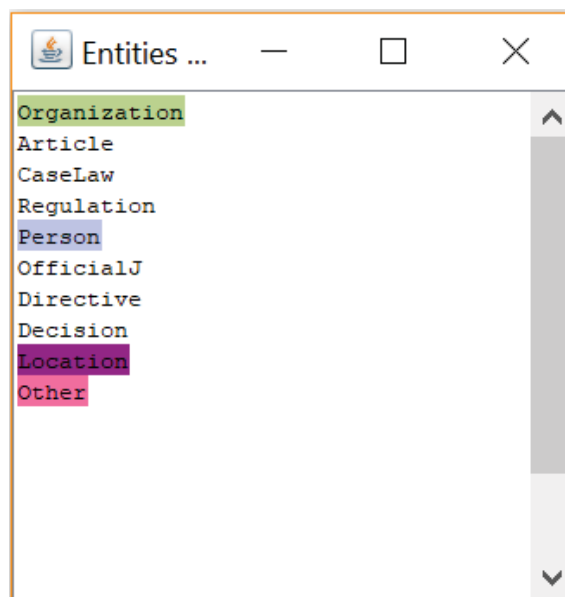 Entities ...
Organization
Article
CaseLaw
Regulation
Person
OfficialJ
Directive
Decision
Location
Other